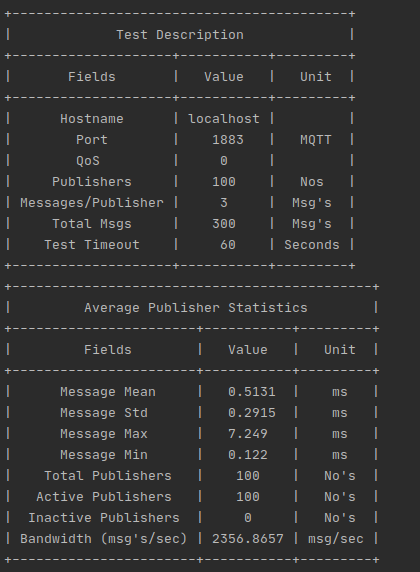 +------------------------------------------+
|             Test Description             |
+--------------------+-----------+---------+
|       Fields       |   Value   |   Unit  |
+--------------------+-----------+---------+
|      Hostname      | localhost |         |
|        Port        |    1883   |   MQTT  |
|        QoS         |     0     |         |
|     Publishers     |    100    |   Nos   |
| Messages/Publisher |     3     |  Msg's  |
|     Total Msgs     |    300    |  Msg's  |
|    Test Timeout    |     60    | Seconds |
+--------------------+-----------+---------+
+---------------------------------------------+
|         Average Publisher Statistics        |
+-----------------------+-----------+---------+
|         Fields        |   Value   |   Unit  |
+-----------------------+-----------+---------+
|      Message Mean     |   0.5131  |    ms   |
|      Message Std      |   0.2915  |    ms   |
|      Message Max      |   7.249   |    ms   |
|      Message Min      |   0.122   |    ms   |
|    Total Publishers   |    100    |   No's  |
|   Active Publishers   |    100    |   No's  |
|  Inactive Publishers  |     0     |   No's  |
| Bandwidth (msg's/sec) | 2356.8657 | msg/sec |
+-----------------------+-----------+---------+